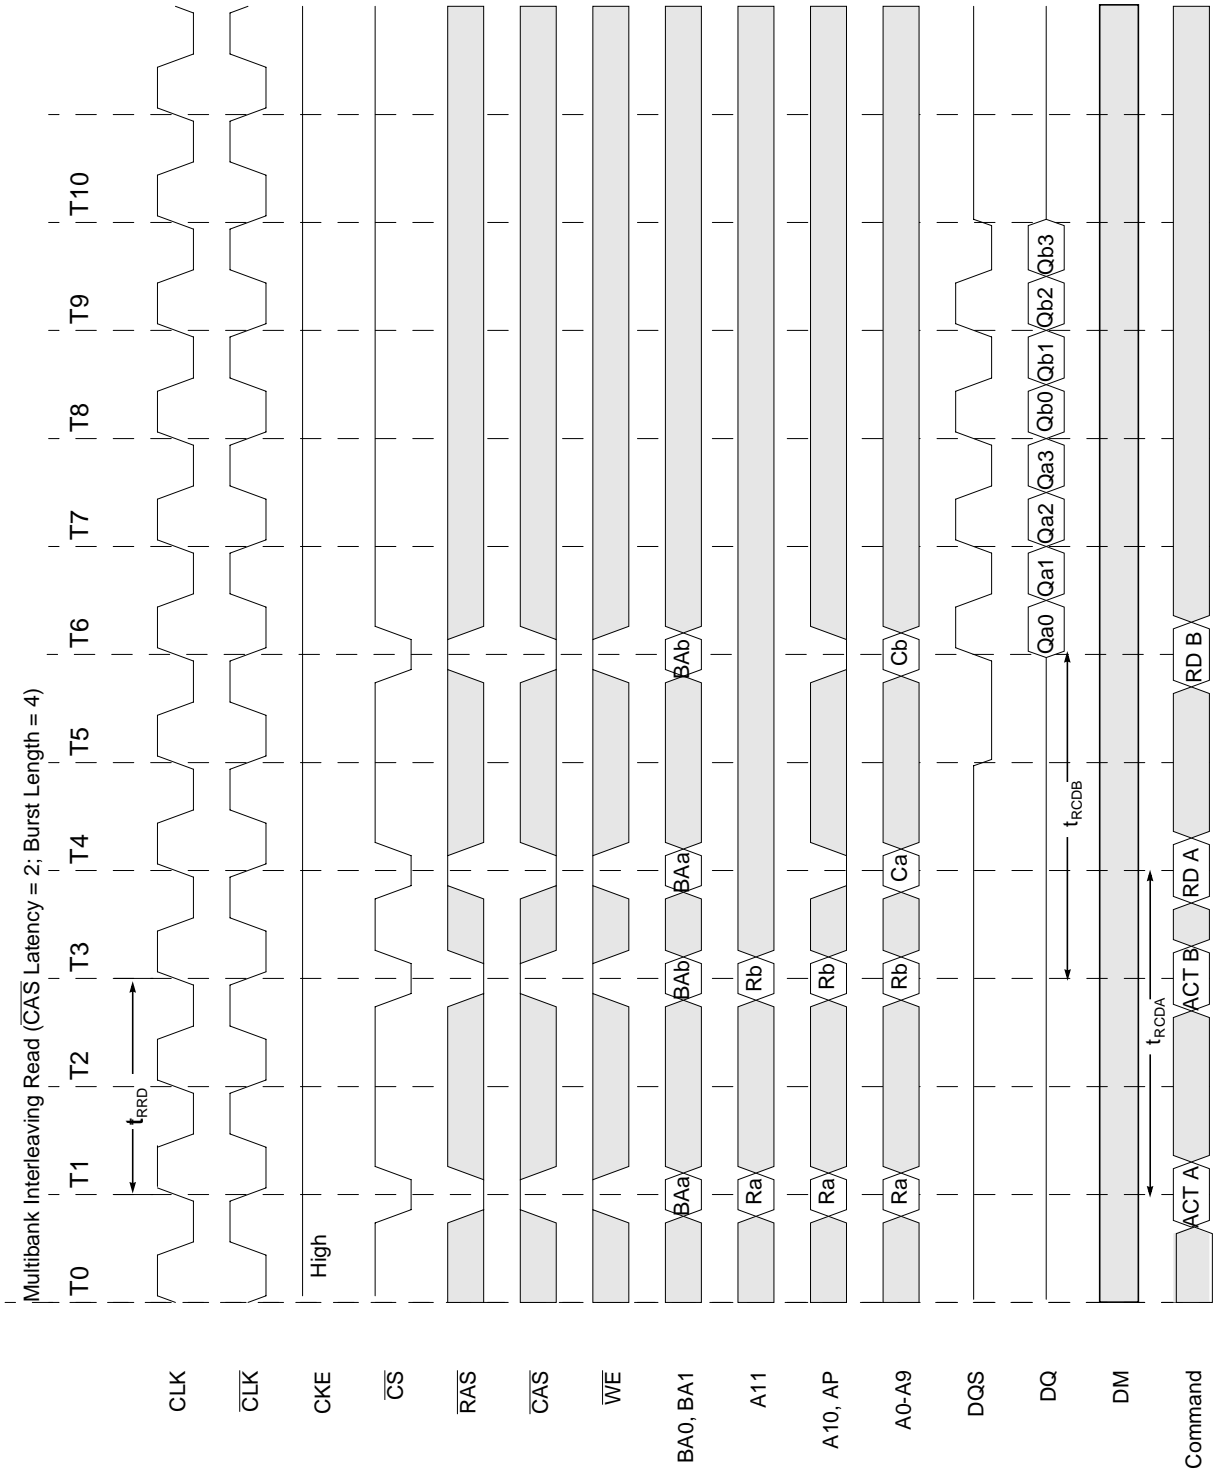 Multibank Interleaving Read (CAS Latency = 2; Burst Length = 4)
T0 T1 T2 T3 T4 T5 T6 T7 T8 T9 T10
tRRD
CLK
CLK
CKE High
CS
RAS
CAS
WE
BA0, BA1 BAa BAb BAa BAb
A11 Ra Rb
A10, AP Ra Rb
A0-A9 Ra Rb Ca Cb
DQS
DQ Qa0 Qa1 Qa2 Qa3 Qb0 Qb1 Qb2 Qb3
tRCDB
DM
tRCDA
Command ACT A ACT B RD A RD B